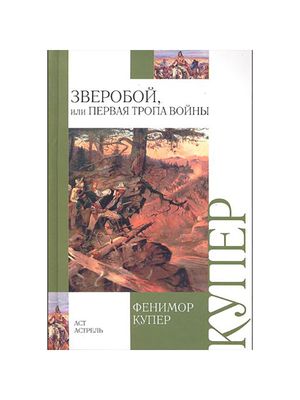 ЗВЕРОБОЙ,
или ПЕРВАЯ ТРОПА ВОЙНЫ
КУПЕР
ФЕНИМОР
КУПЕР
АСТ
АСТРЕЛЬ